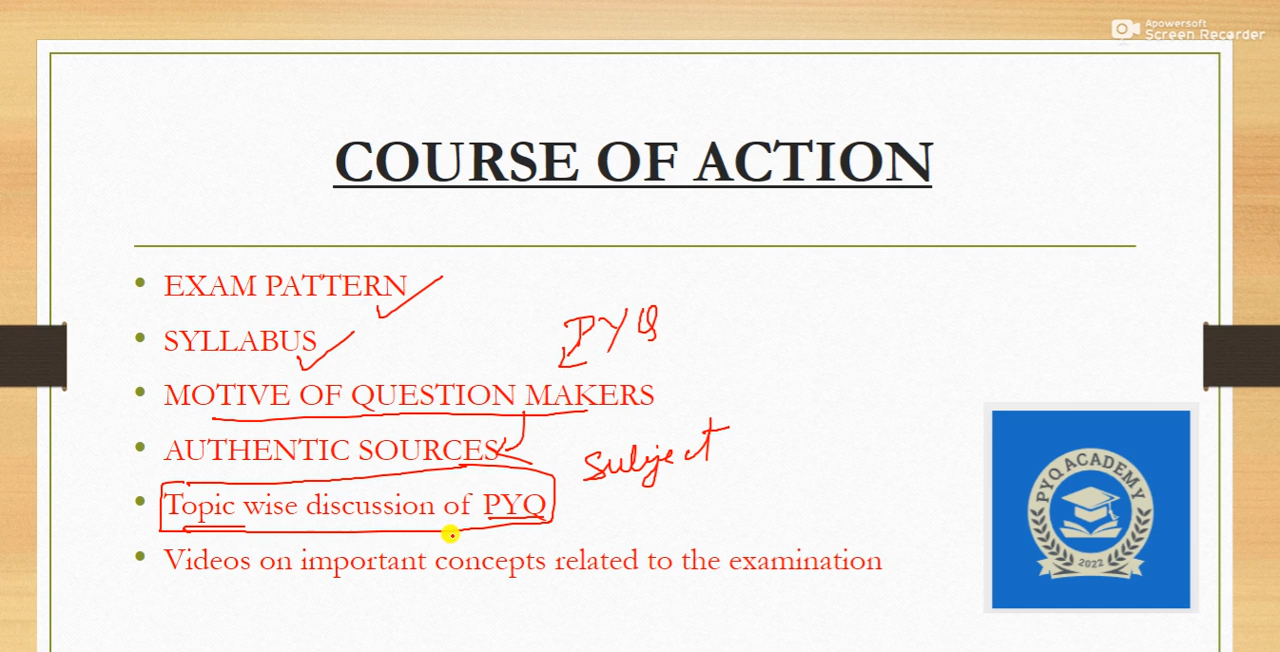 Apowersoft
Screen Recorder
COURSE OF ACTION
EXAM PATTERN
SYLLABUS
PYQ
MOTIVE OF QUESTION MAKERS
AUTHENTIC SOURCES
Subject
Topic wise discussion of PYQ
Videos on important concepts related to the examination
PYQ ACADEMY
2022